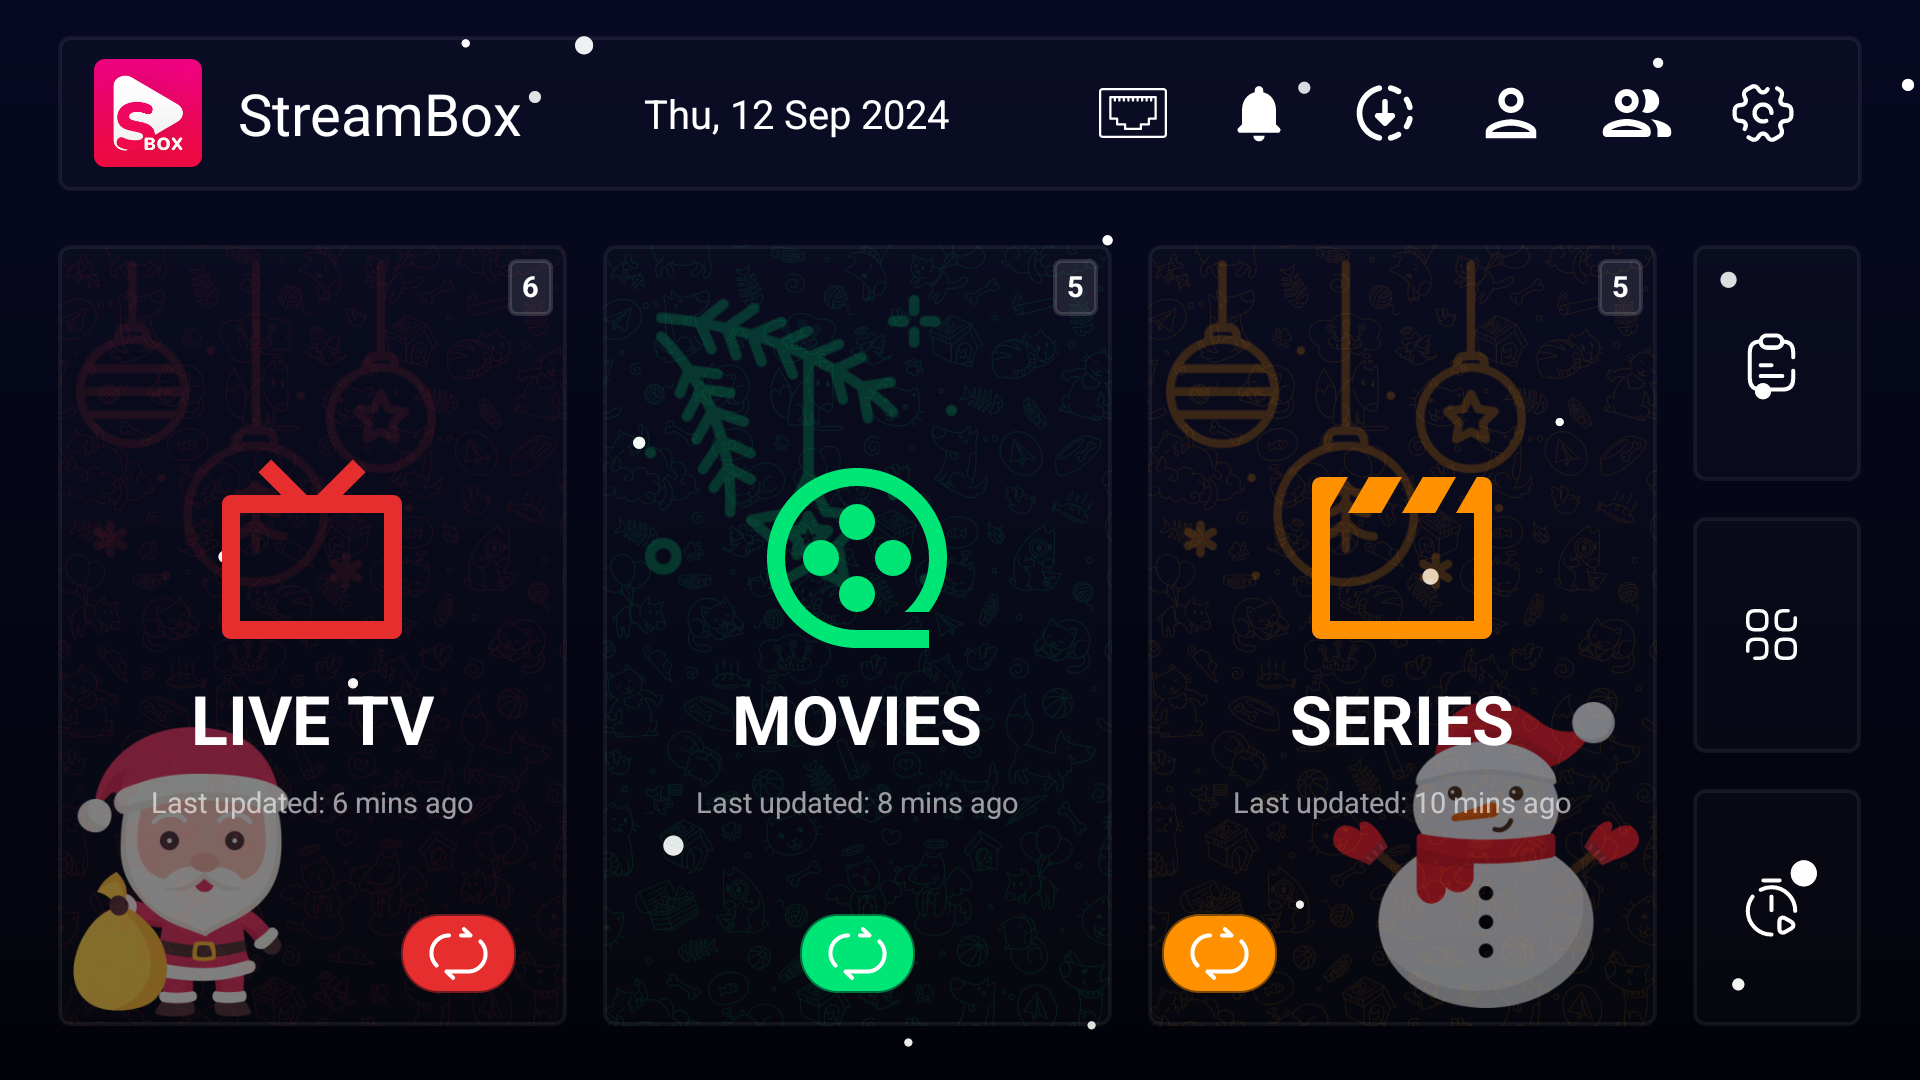 S BOX
StreamBox
Thu, 12 Sep 2024
6
5
5
LIVE TV
MOVIES
SERIES
Last updated: 6 mins ago
Last updated: 8 mins ago
Last updated: 10 mins ago